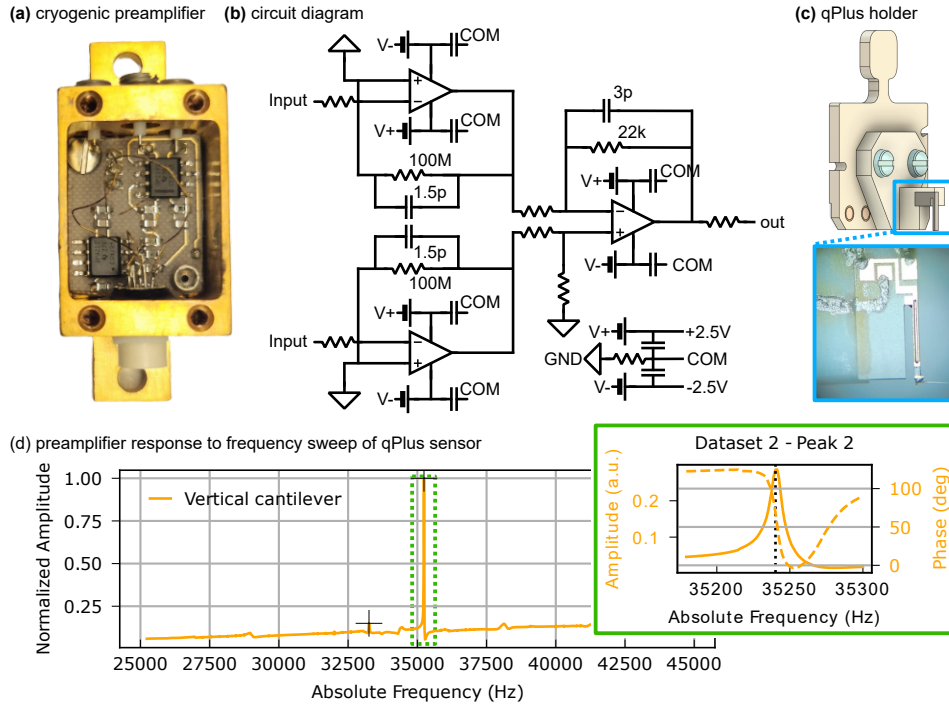 (a) cryogenic preamplifier
(b) circuit diagram
(c) qPlus holder
V-
COM
Input
V+
COM
100M
1.5p
3p
22k
V+
COM
out
V-
COM
1.5p
100M
V+
COM
Input
V-
COM
V+
+2.5V
GND
COM
V-
-2.5V
(d) preamplifier response to frequency sweep of qPlus sensor
Normalized Amplitude
1.00
0.75
0.50
0.25
Vertical cantilever
25000 27500 30000 32500 35000 37500 40000 42500 45000
Absolute Frequency (Hz)
Dataset 2 - Peak 2
Amplitude (a.u.)
0.2
0.1
Phase (deg)
100
50
0
35200 35250 35300
Absolute Frequency (Hz)